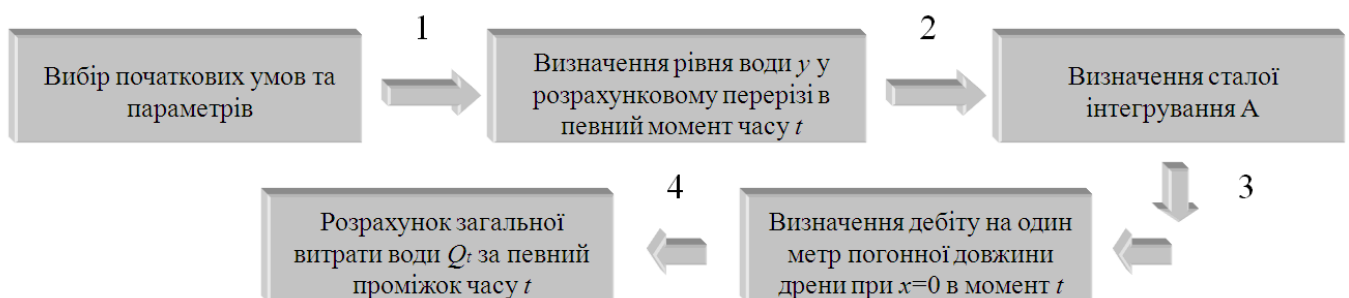 1
Вибір початкових умов та
параметрів
2
Визначення рівня води y у
розрахунковому перерізі в
певний момент часу t
Визначення сталої
інтегрування А
3
Визначення дебіту на один
метр погонної довжини
дрени при x=0 в момент t
4
Розрахунок загальної
витрати води Qt за певний
проміжок часу t